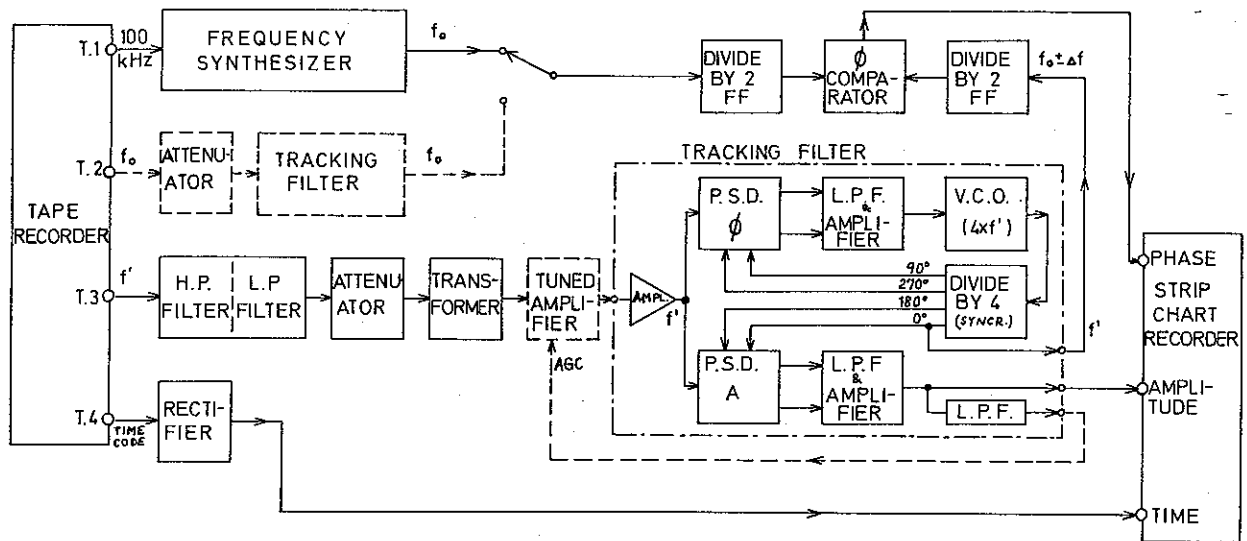 T.1
100
kHz
FREQUENCY
SYNTHESIZER
f₀
DIVIDE
BY 2
FF
Ø
COMPA-
RATOR
DIVIDE
BY 2
FF
f₀ ± Δf
T.2
f₀
ATTENU-
ATOR
TRACKING
FILTER
f₀
TAPE
RECORDER
TRACKING FILTER
P.S.D.
Ø
L.P.F.
&
AMPLI-
FIER
V.C.O.
(4xf')
T.3
f'
H.P.
FILTER
L.P
FILTER
ATTENU-
ATOR
TRANS-
FORMER
TUNED
AMPLI-
FIER
AMPL.
f'
90°
270°
180°
0°
DIVIDE
BY 4
(SYNCR.)
f'
PHASE
STRIP
CHART
RECORDER
AGC
P.S.D.
A
L.P.F
&
AMPLI-
FIER
L.P.F.
AMPLI-
TUDE
T.4
TIME
CODE
RECTI-
FIER
TIME